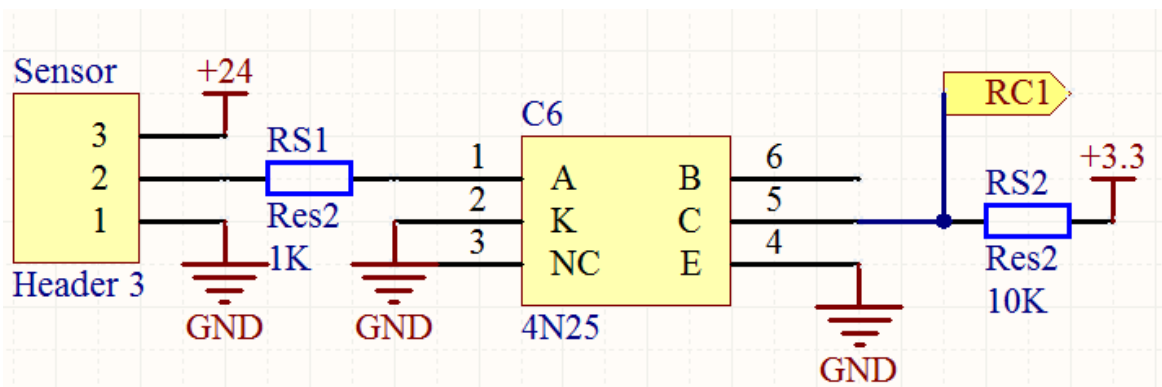 Sensor
Header 3
3
2
1
+24
GND
RS1
Res2
1K
GND
C6
1
2
3
A
K
NC
B
C
E
6
5
4
4N25
GND
RC1
RS2
Res2
10K
+3.3